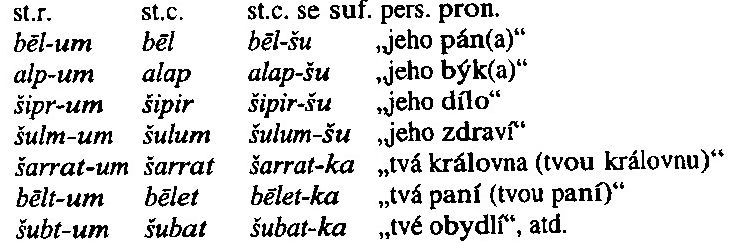 st.r. st.c. st.c. se suf. pers. pron.
bēl-um bēl bēl-šu „jeho pán(a)“
alp-um alap alap-šu „jeho býk(a)“
šipr-um šipir šipir-šu „jeho dílo“
šulm-um šulum šulum-šu „jeho zdraví“
šarrat-um šarrat šarrat-ka „tvá královna (tvou královnu)“
bēlt-um bēlet bēlet-ka „tvá paní (tvou paní)“
šubt-um šubat šubat-ka „tvé obydlí“, atd.